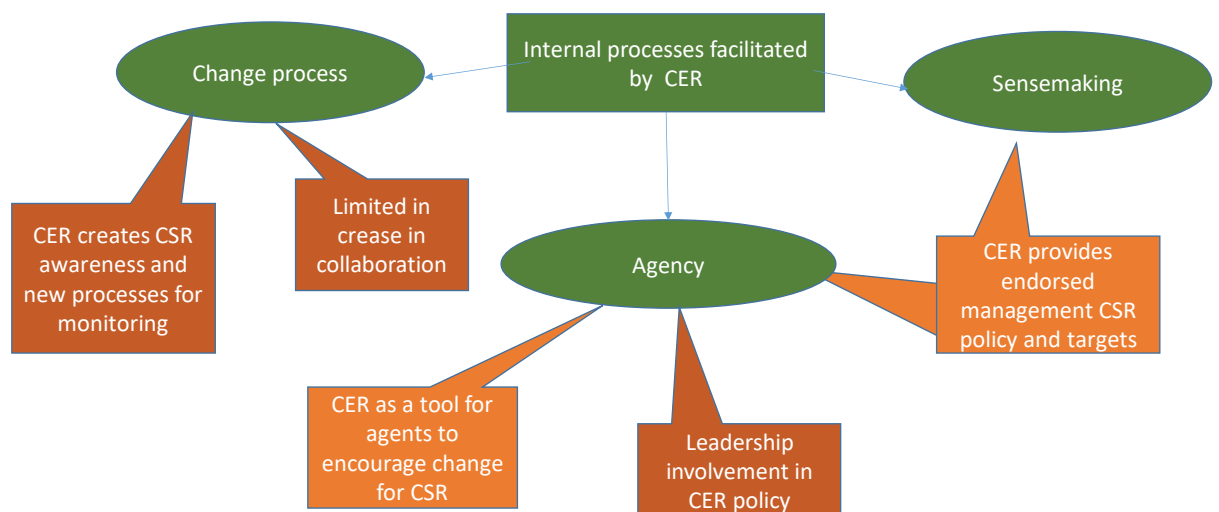 Change process
Internal processes facilitated
by CER
Sensemaking
CER creates CSR
awareness and
new processes for
monitoring
Limited in
crease in
collaboration
Agency
CER provides
endorsed
management CSR
policy and targets
CER as a tool for
agents to
encourage change
for CSR
Leadership
involvement in
CER policy